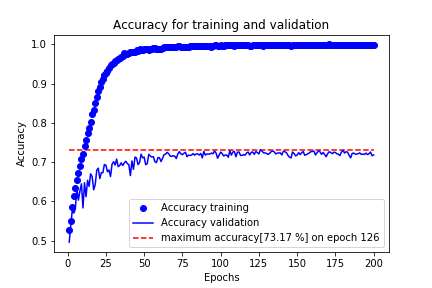 Accuracy for training and validation
1.0
0.9
0.8
0.7
0.6
0.5
Accuracy
Accuracy training
Accuracy validation
maximum accuracy[73.17 %] on epoch 126
0 25 50 75 100 125 150 175 200
Epochs